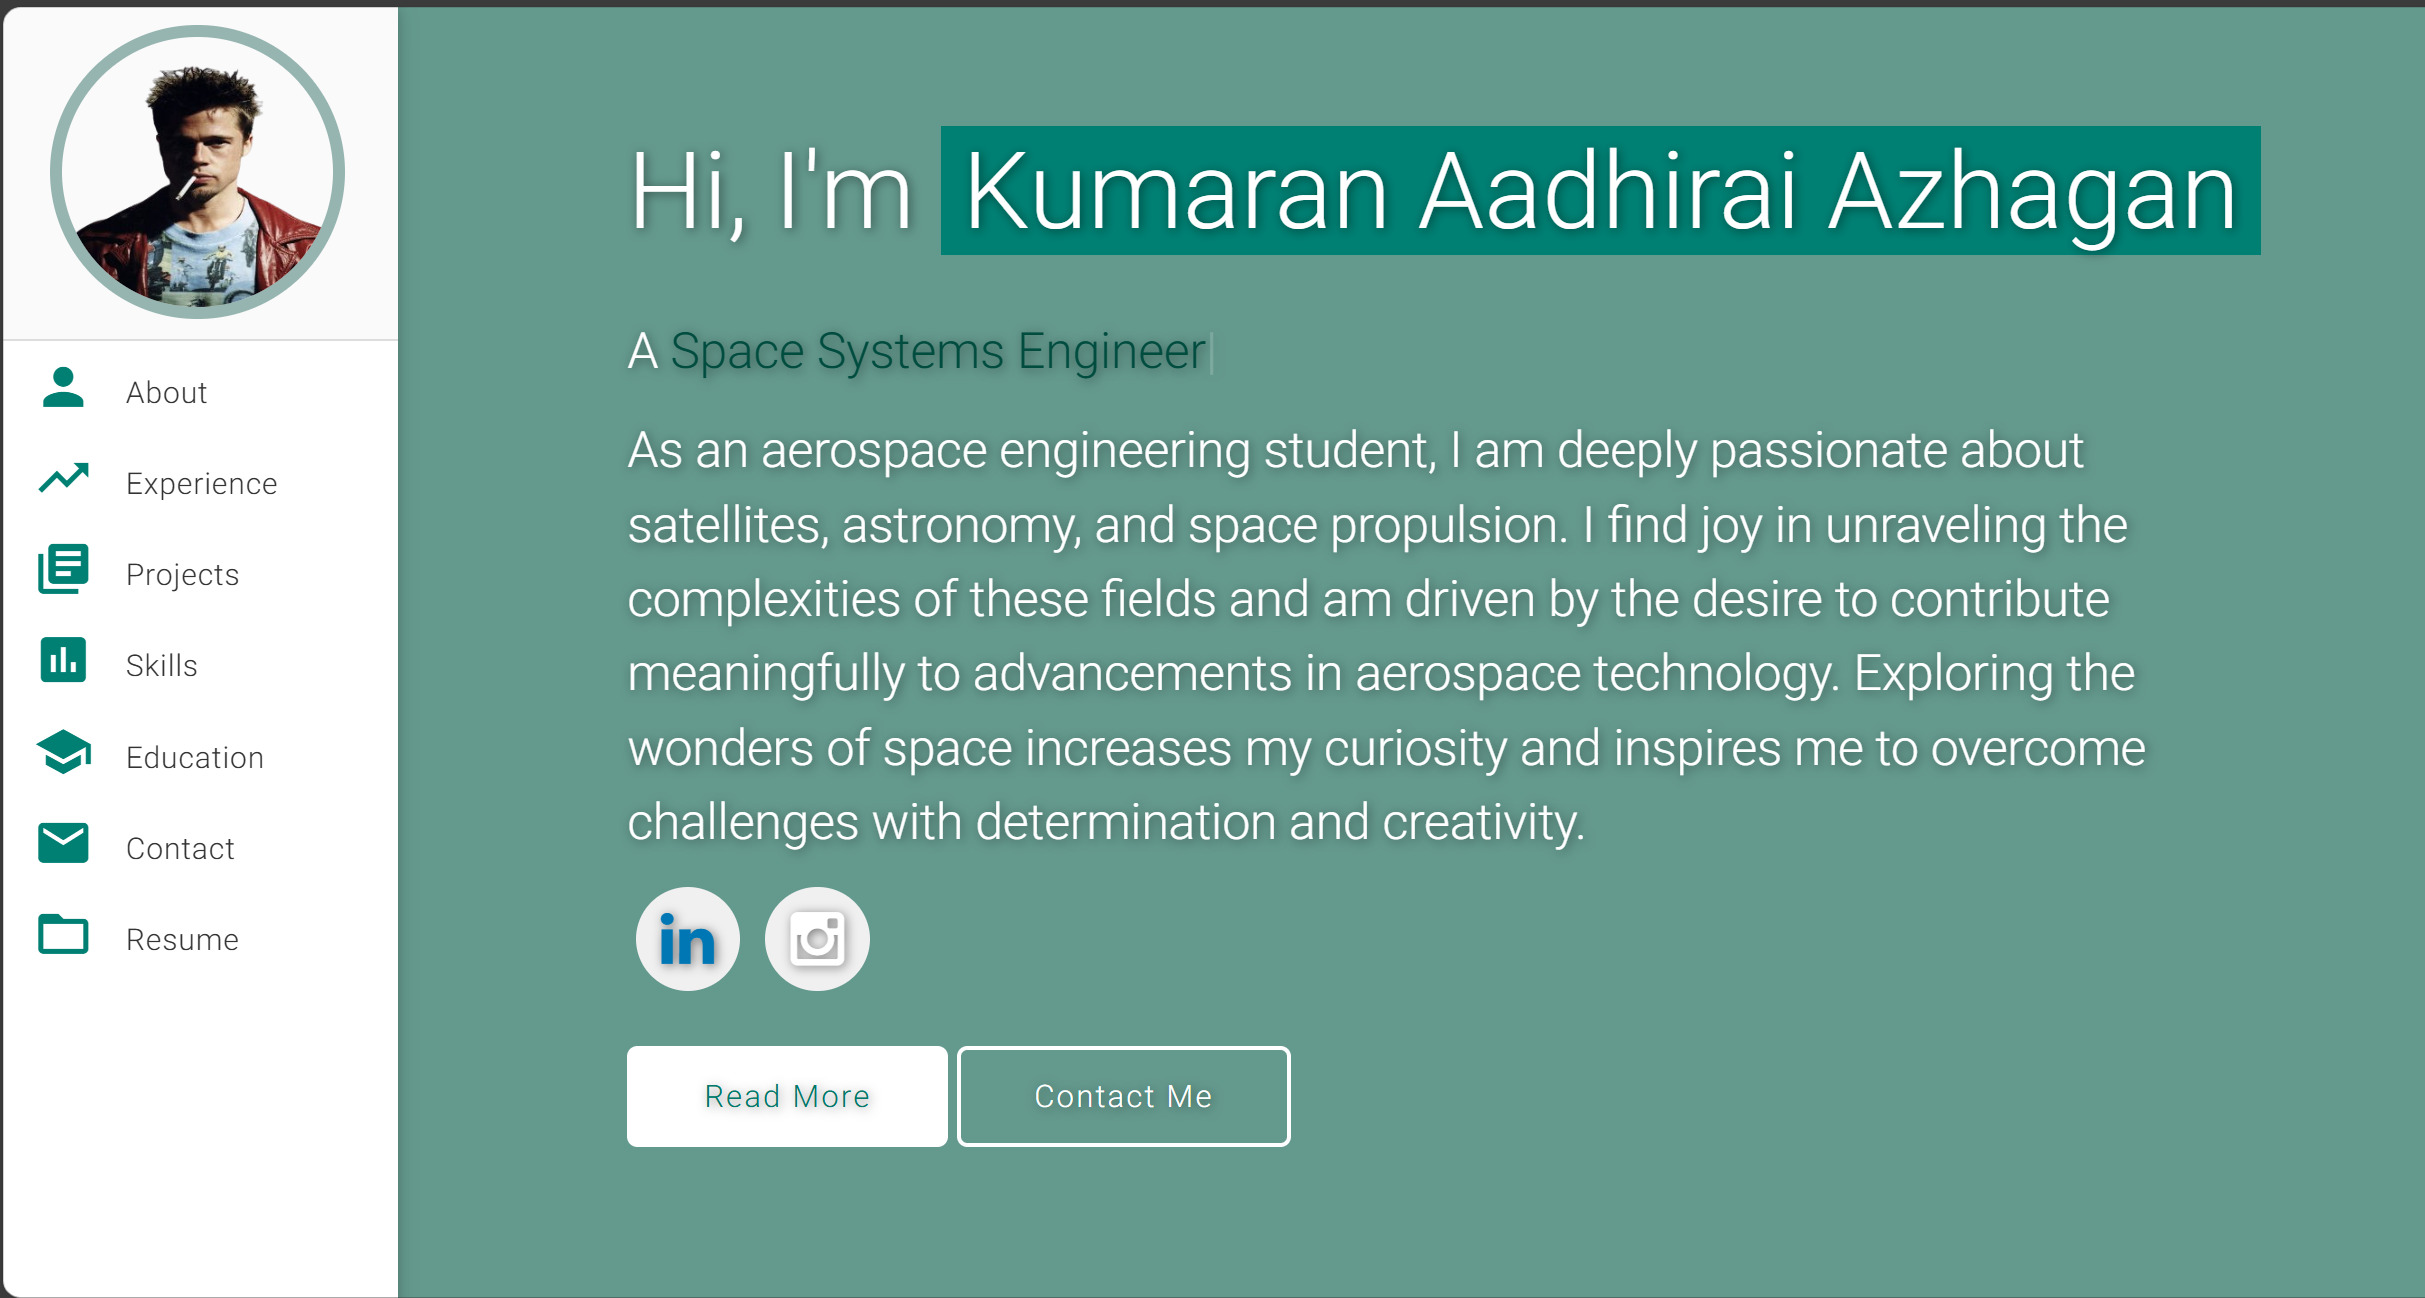 Hi, I'm Kumaran Aadhirai Azhagan
A Space Systems Engineer
As an aerospace engineering student, I am deeply passionate about
satellites, astronomy, and space propulsion. I find joy in unraveling the
complexities of these fields and am driven by the desire to contribute
meaningfully to advancements in aerospace technology. Exploring the
wonders of space increases my curiosity and inspires me to overcome
challenges with determination and creativity.
in
Read More
Contact Me
About
Experience
Projects
Skills
Education
Contact
Resume